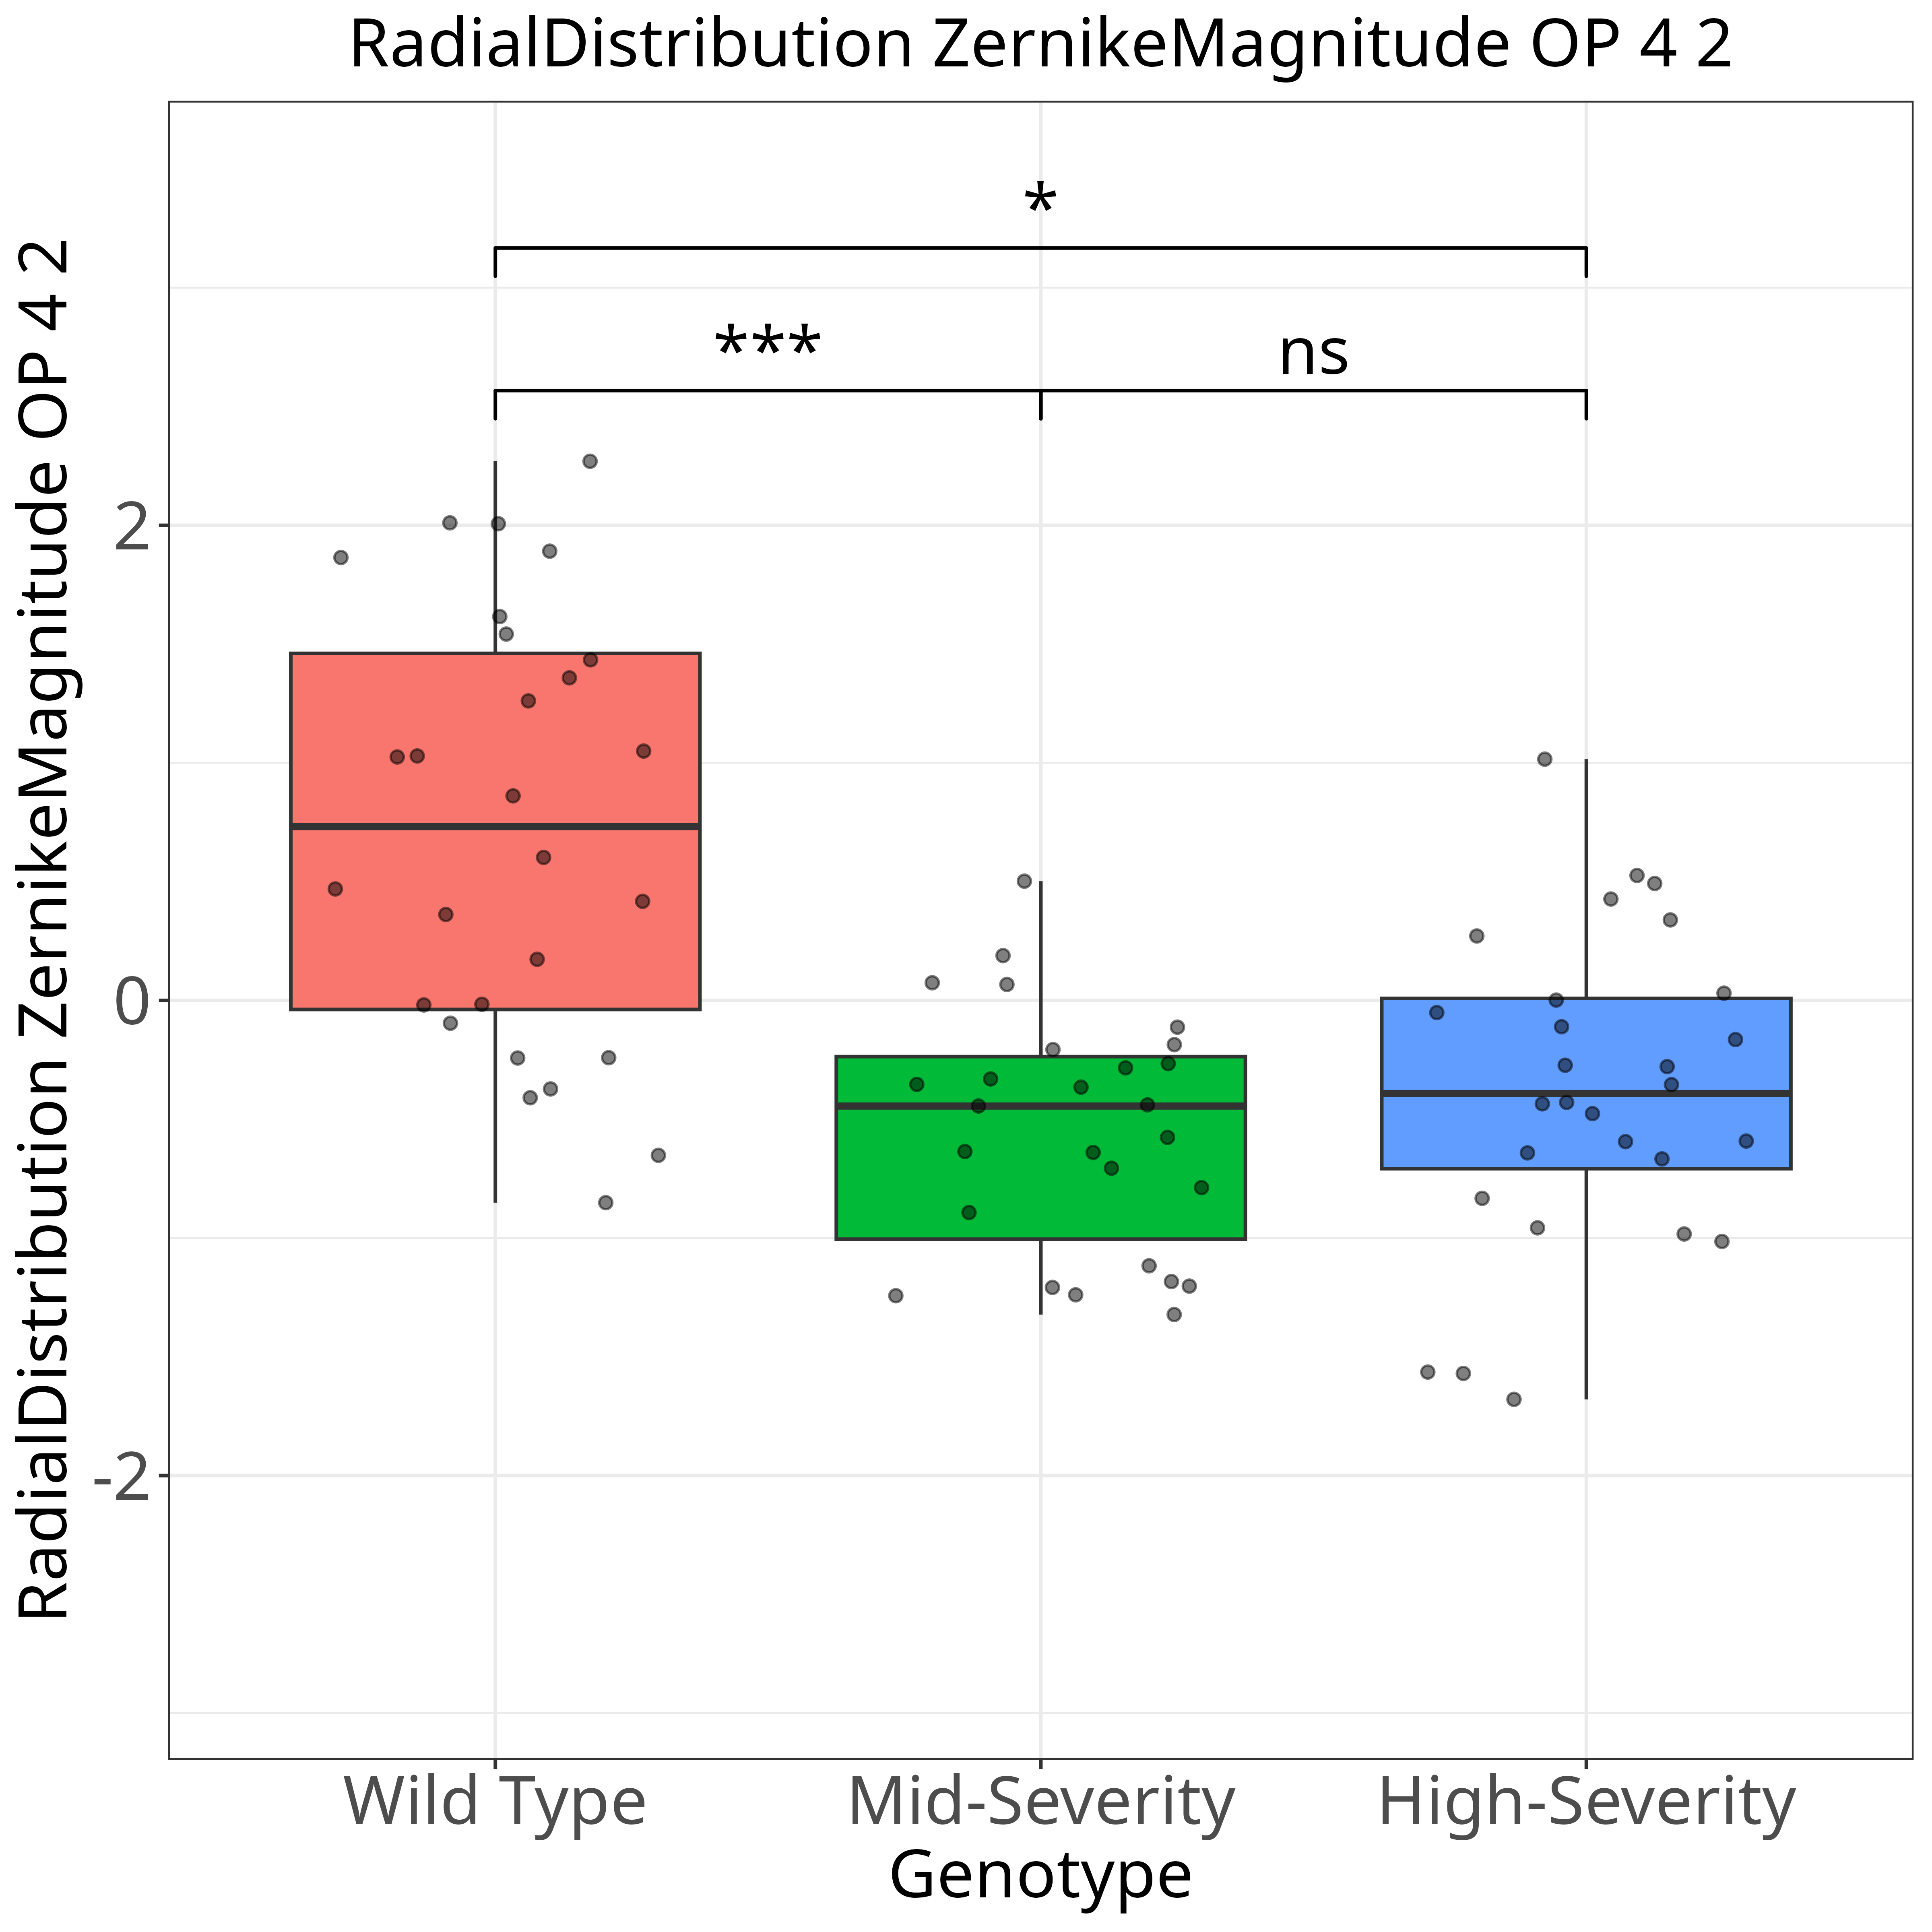 RadialDistribution ZernikeMagnitude OP 4 2
*
***
ns
RadialDistribution ZernikeMagnitude OP 4 2
2
0
-2
Wild Type
Mid-Severity
High-Severity
Genotype